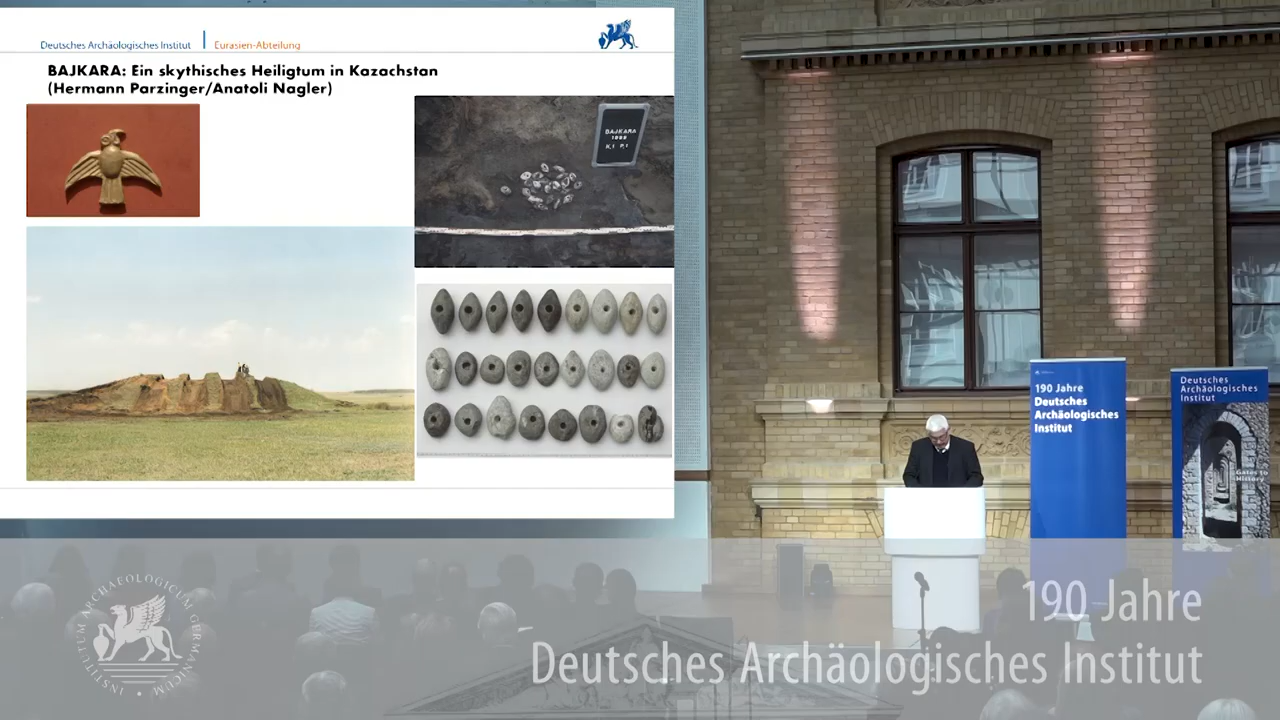 Deutsches Archäologisches Institut
Eurasien-Abteilung
BAJKARA: Ein skythisches Heiligtum in Kazachstan
(Hermann Parzinger/Anatoli Nagler)
BAJKARA
190 Jahre
Deutsches
Archäologisches
Institut
Deutsches
Archäologisches
Institut
Gates to
History
INSTITUTUM ARCHAEOLOGICUM GERMANICUM
190 Jahre
Deutsches Archäologisches Institut